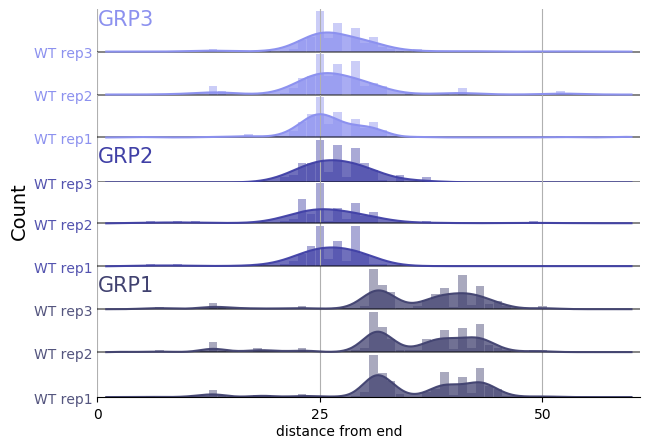 GRP3
WT rep3
WT rep2
WT rep1
GRP2
WT rep3
WT rep2
WT rep1
GRP1
WT rep3
WT rep2
WT rep1
Count
0 25 50
distance from end